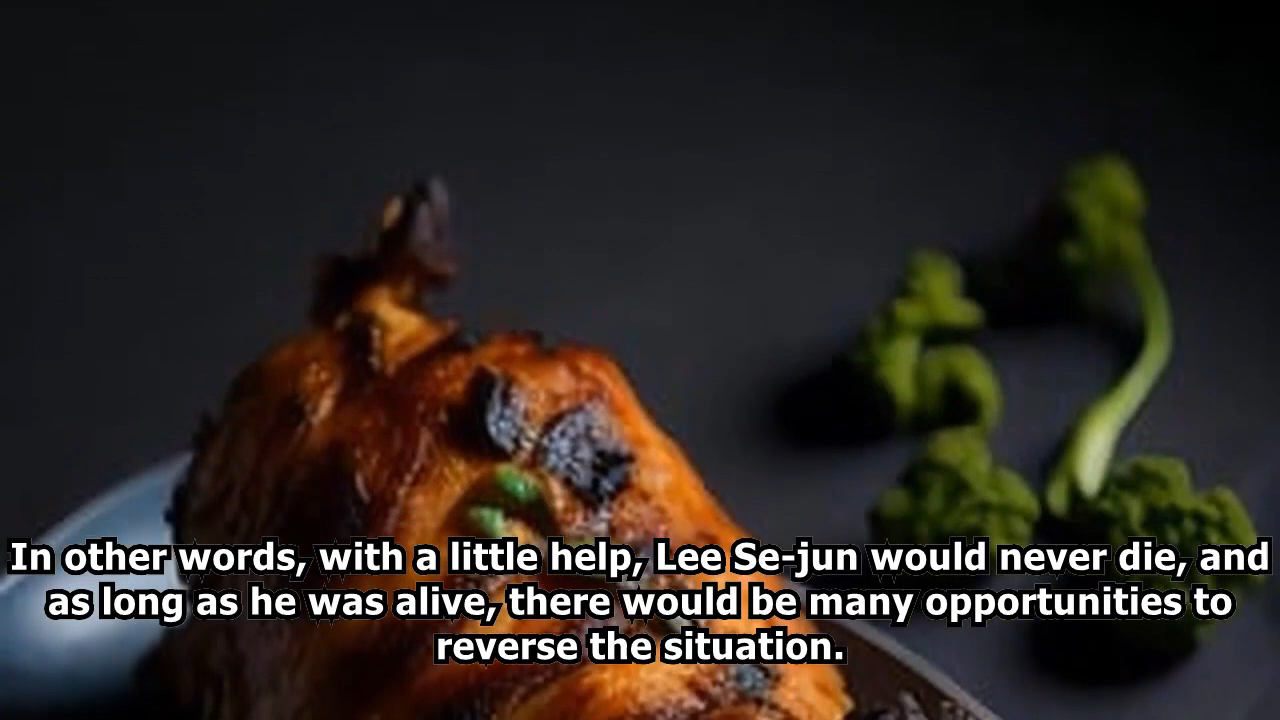 In other words, with a little help, Lee Se-jun would never die, and
as long as he was alive, there would be many opportunities to
reverse the situation.